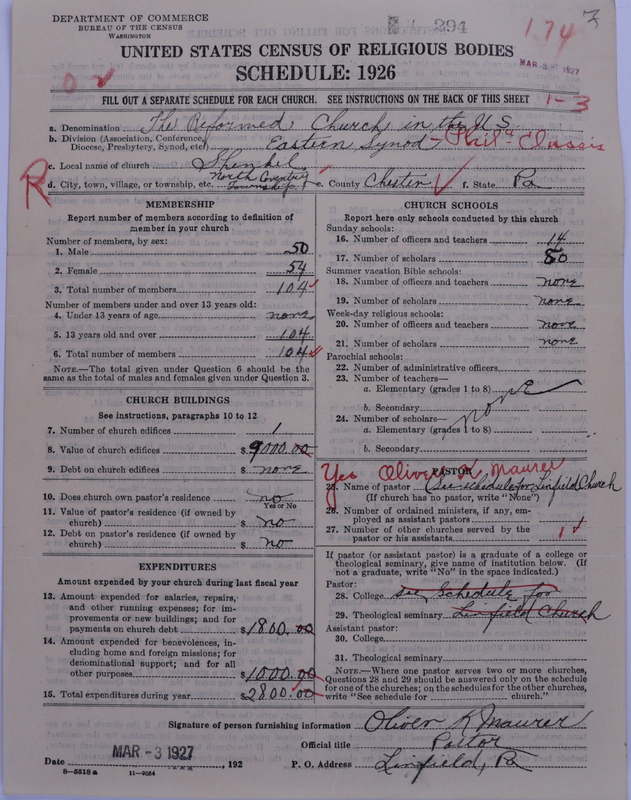 DEPARTMENT OF COMMERCE
BUREAU OF THE CENSUS
WASHINGTON
294
174
UNITED STATES CENSUS OF RELIGIOUS BODIES
SCHEDULE: 1926
MAR 3 1927
FILL OUT A SEPARATE SCHEDULE FOR EACH CHURCH. SEE INSTRUCTIONS ON THE BACK OF THIS SHEET
1-3
a. Denomination The Reformed Church in the U S
b. Division (Association, Conference, Diocese, Presbytery, Synod, etc.) Eastern Synod - Phila Classis
c. Local name of church Shenkel
d. City, town, village, or township, etc. North Coventry Township e. County Chester f. State Pa
R
MEMBERSHIP
Report number of members according to definition of
member in your church
Number of members, by sex:
1. Male 50
2. Female 54
3. Total number of members 104
Number of members under and over 13 years old:
4. Under 13 years of age none
5. 13 years old and over 104
6. Total number of members 104
NOTE.—The total given under Question 6 should be the
same as the total of males and females given under Question 3.
CHURCH BUILDINGS
See instructions, paragraphs 10 to 12
7. Number of church edifices 1
8. Value of church edifices $ 9000.00
9. Debt on church edifices $ none
10. Does church own pastor's residence no
Yes or No
11. Value of pastor's residence (if owned by
church) $ no
12. Debt on pastor's residence (if owned by
church) $ no
EXPENDITURES
Amount expended by your church during last fiscal year
13. Amount expended for salaries, repairs,
and other running expenses; for im-
provements or new buildings; and for
payments on church debt $ 1800.00
14. Amount expended for benevolences, in-
cluding home and foreign missions; for
denominational support; and for all
other purposes $ 1000.00
15. Total expenditures during year $ 2800.00
CHURCH SCHOOLS
Report here only schools conducted by this church
Sunday schools:
16. Number of officers and teachers 14
17. Number of scholars 80
Summer vacation Bible schools:
18. Number of officers and teachers none
19. Number of scholars none
Week-day religious schools:
20. Number of officers and teachers none
21. Number of scholars none
Parochial schools:
22. Number of administrative officers
23. Number of teachers—
a. Elementary (grades 1 to 8) none
b. Secondary
24. Number of scholars— none
a. Elementary (grades 1 to 8)
b. Secondary
PASTOR
Yes Oliver K. Maurer
25. Name of pastor (See schedule for Linfield Church
(If church has no pastor, write "None")
26. Number of ordained ministers, if any, em-
ployed as assistant pastors
27. Number of other churches served by the
pastor or his assistants 1
If pastor (or assistant pastor) is a graduate of a college or
theological seminary, give name of institution below. (If
not a graduate, write "No" in the space indicated.)
Pastor:
28. College See Schedule for
29. Theological seminary Linfield Church
Assistant pastor:
30. College
31. Theological seminary
NOTE.—Where one pastor serves two or more churches,
Questions 28 and 29 should be answered only on the schedule
for one of the churches; on the schedules for the other churches,
write "See schedule for church."
Signature of person furnishing information Oliver K Maurer
Official title Pastor
Date MAR -3 1927, 192 P. O. Address Linfield, Pa
8—5518 a 11—9034